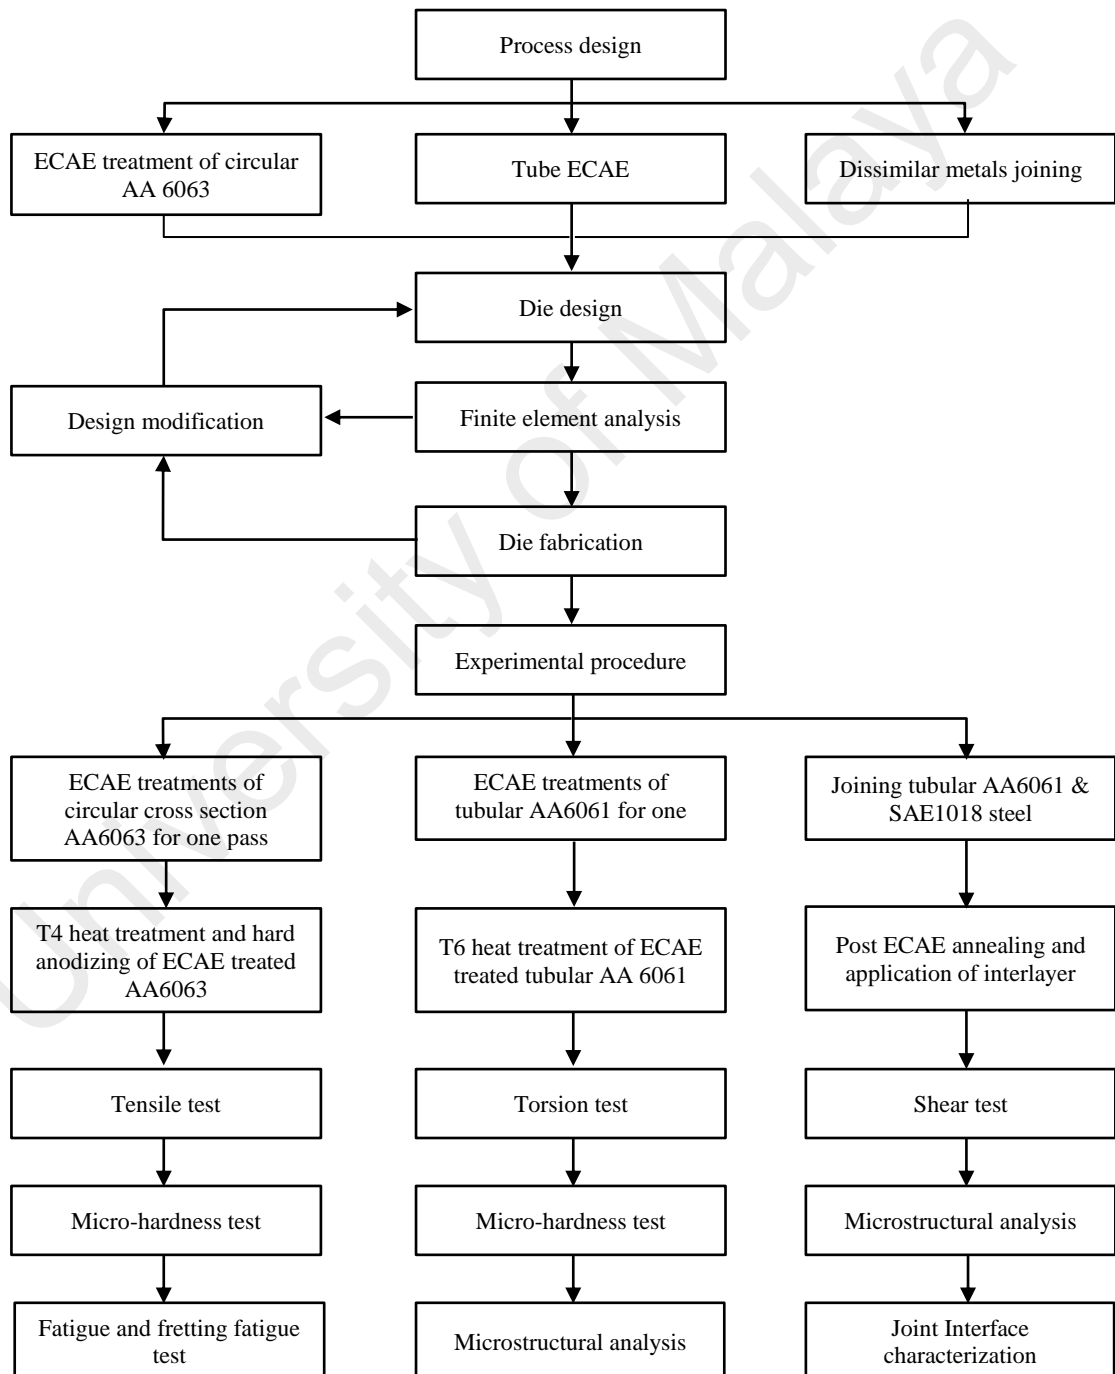 Process design
ECAE treatment of circular
AA 6063
Tube ECAE
Dissimilar metals joining
Die design
Design modification
Finite element analysis
Die fabrication
Experimental procedure
ECAE treatments of
circular cross section
AA6063 for one pass
ECAE treatments of
tubular AA6061 for one
Joining tubular AA6061 &
SAE1018 steel
T4 heat treatment and hard
anodizing of ECAE treated
AA6063
T6 heat treatment of ECAE
treated tubular AA 6061
Post ECAE annealing and
application of interlayer
Tensile test
Torsion test
Shear test
Micro-hardness test
Micro-hardness test
Microstructural analysis
Fatigue and fretting fatigue
test
Microstructural analysis
Joint Interface
characterization
University of Malaya